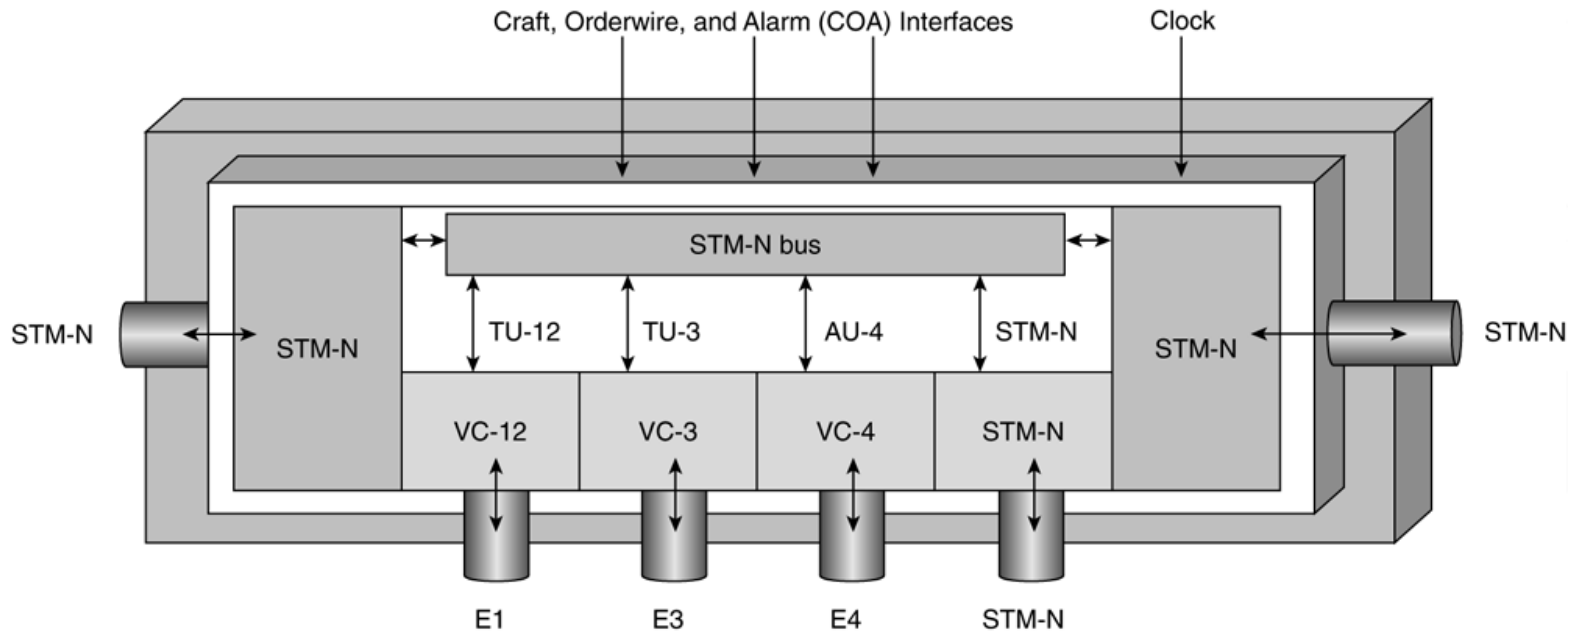 Craft, Orderwire, and Alarm (COA) Interfaces
Clock
STM-N bus
STM-N
STM-N
TU-12
TU-3
AU-4
STM-N
STM-N
STM-N
VC-12
VC-3
VC-4
STM-N
E1
E3
E4
STM-N